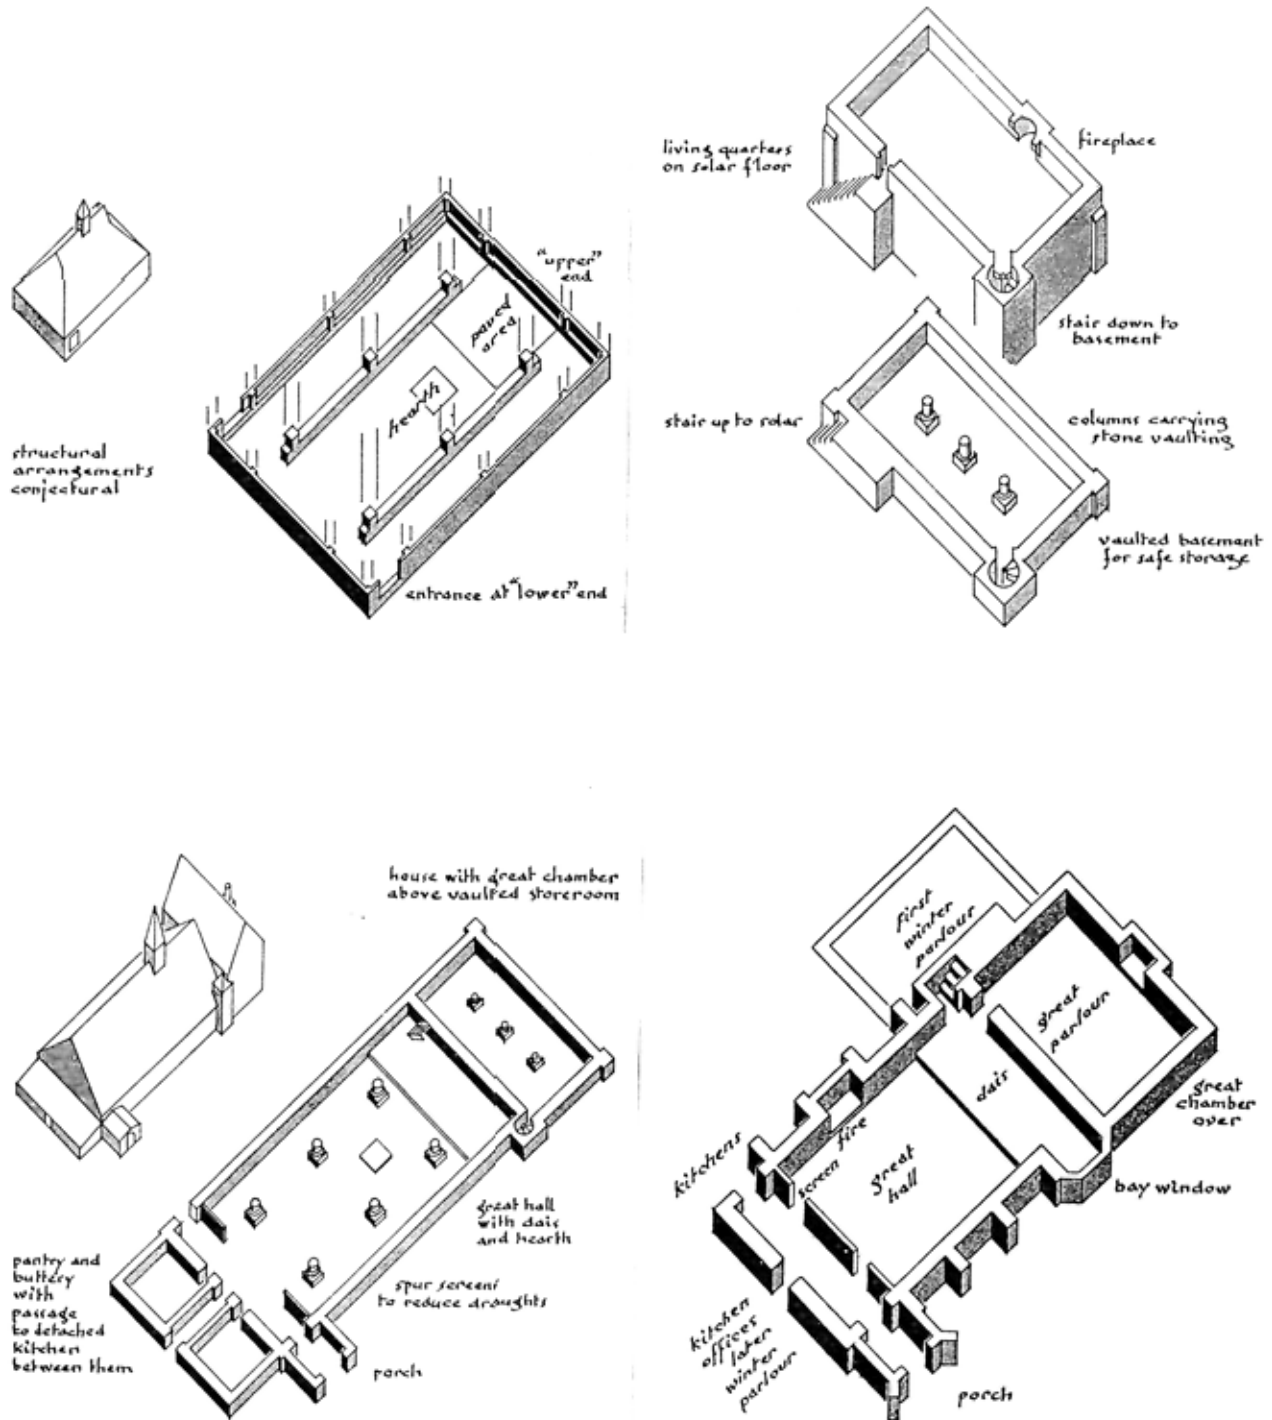 structural
arrangements
conjectural
"upper"
end
paved
area
hearth
entrance at "lower" end
living quarters
on solar floor
fireplace
stair down to
basement
stair up to solar
columns carrying
stone vaulting
vaulted basement
for safe storage
house with great chamber
above vaulted storeroom
great hall
with dais
and hearth
spur screens
to reduce draughts
pantry and
buttery
with
passage
to detached
kitchen
between them
porch
first
winter
parlour
great
parlour
dais
great
chamber
over
kitchens
fire
screen
great
hall
bay window
kitchen
offices
later
winter
parlour
porch